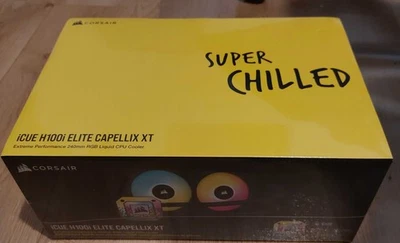 CORSAIR
SUPER
CHILLED
iCUE H100i ELITE CAPELLIX XT
Extreme Performance 240mm RGB Liquid CPU Cooler
CORSAIR
iCUE H100i ELITE CAPELLIX XT